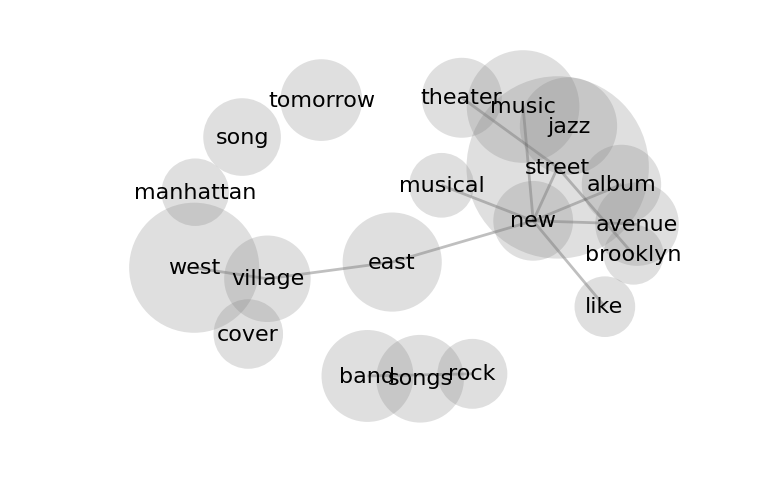 theater
tomorrow
music
jazz
song
street
musical
album
manhattan
new
avenue
brooklyn
east
west
village
like
cover
rock
band
songs